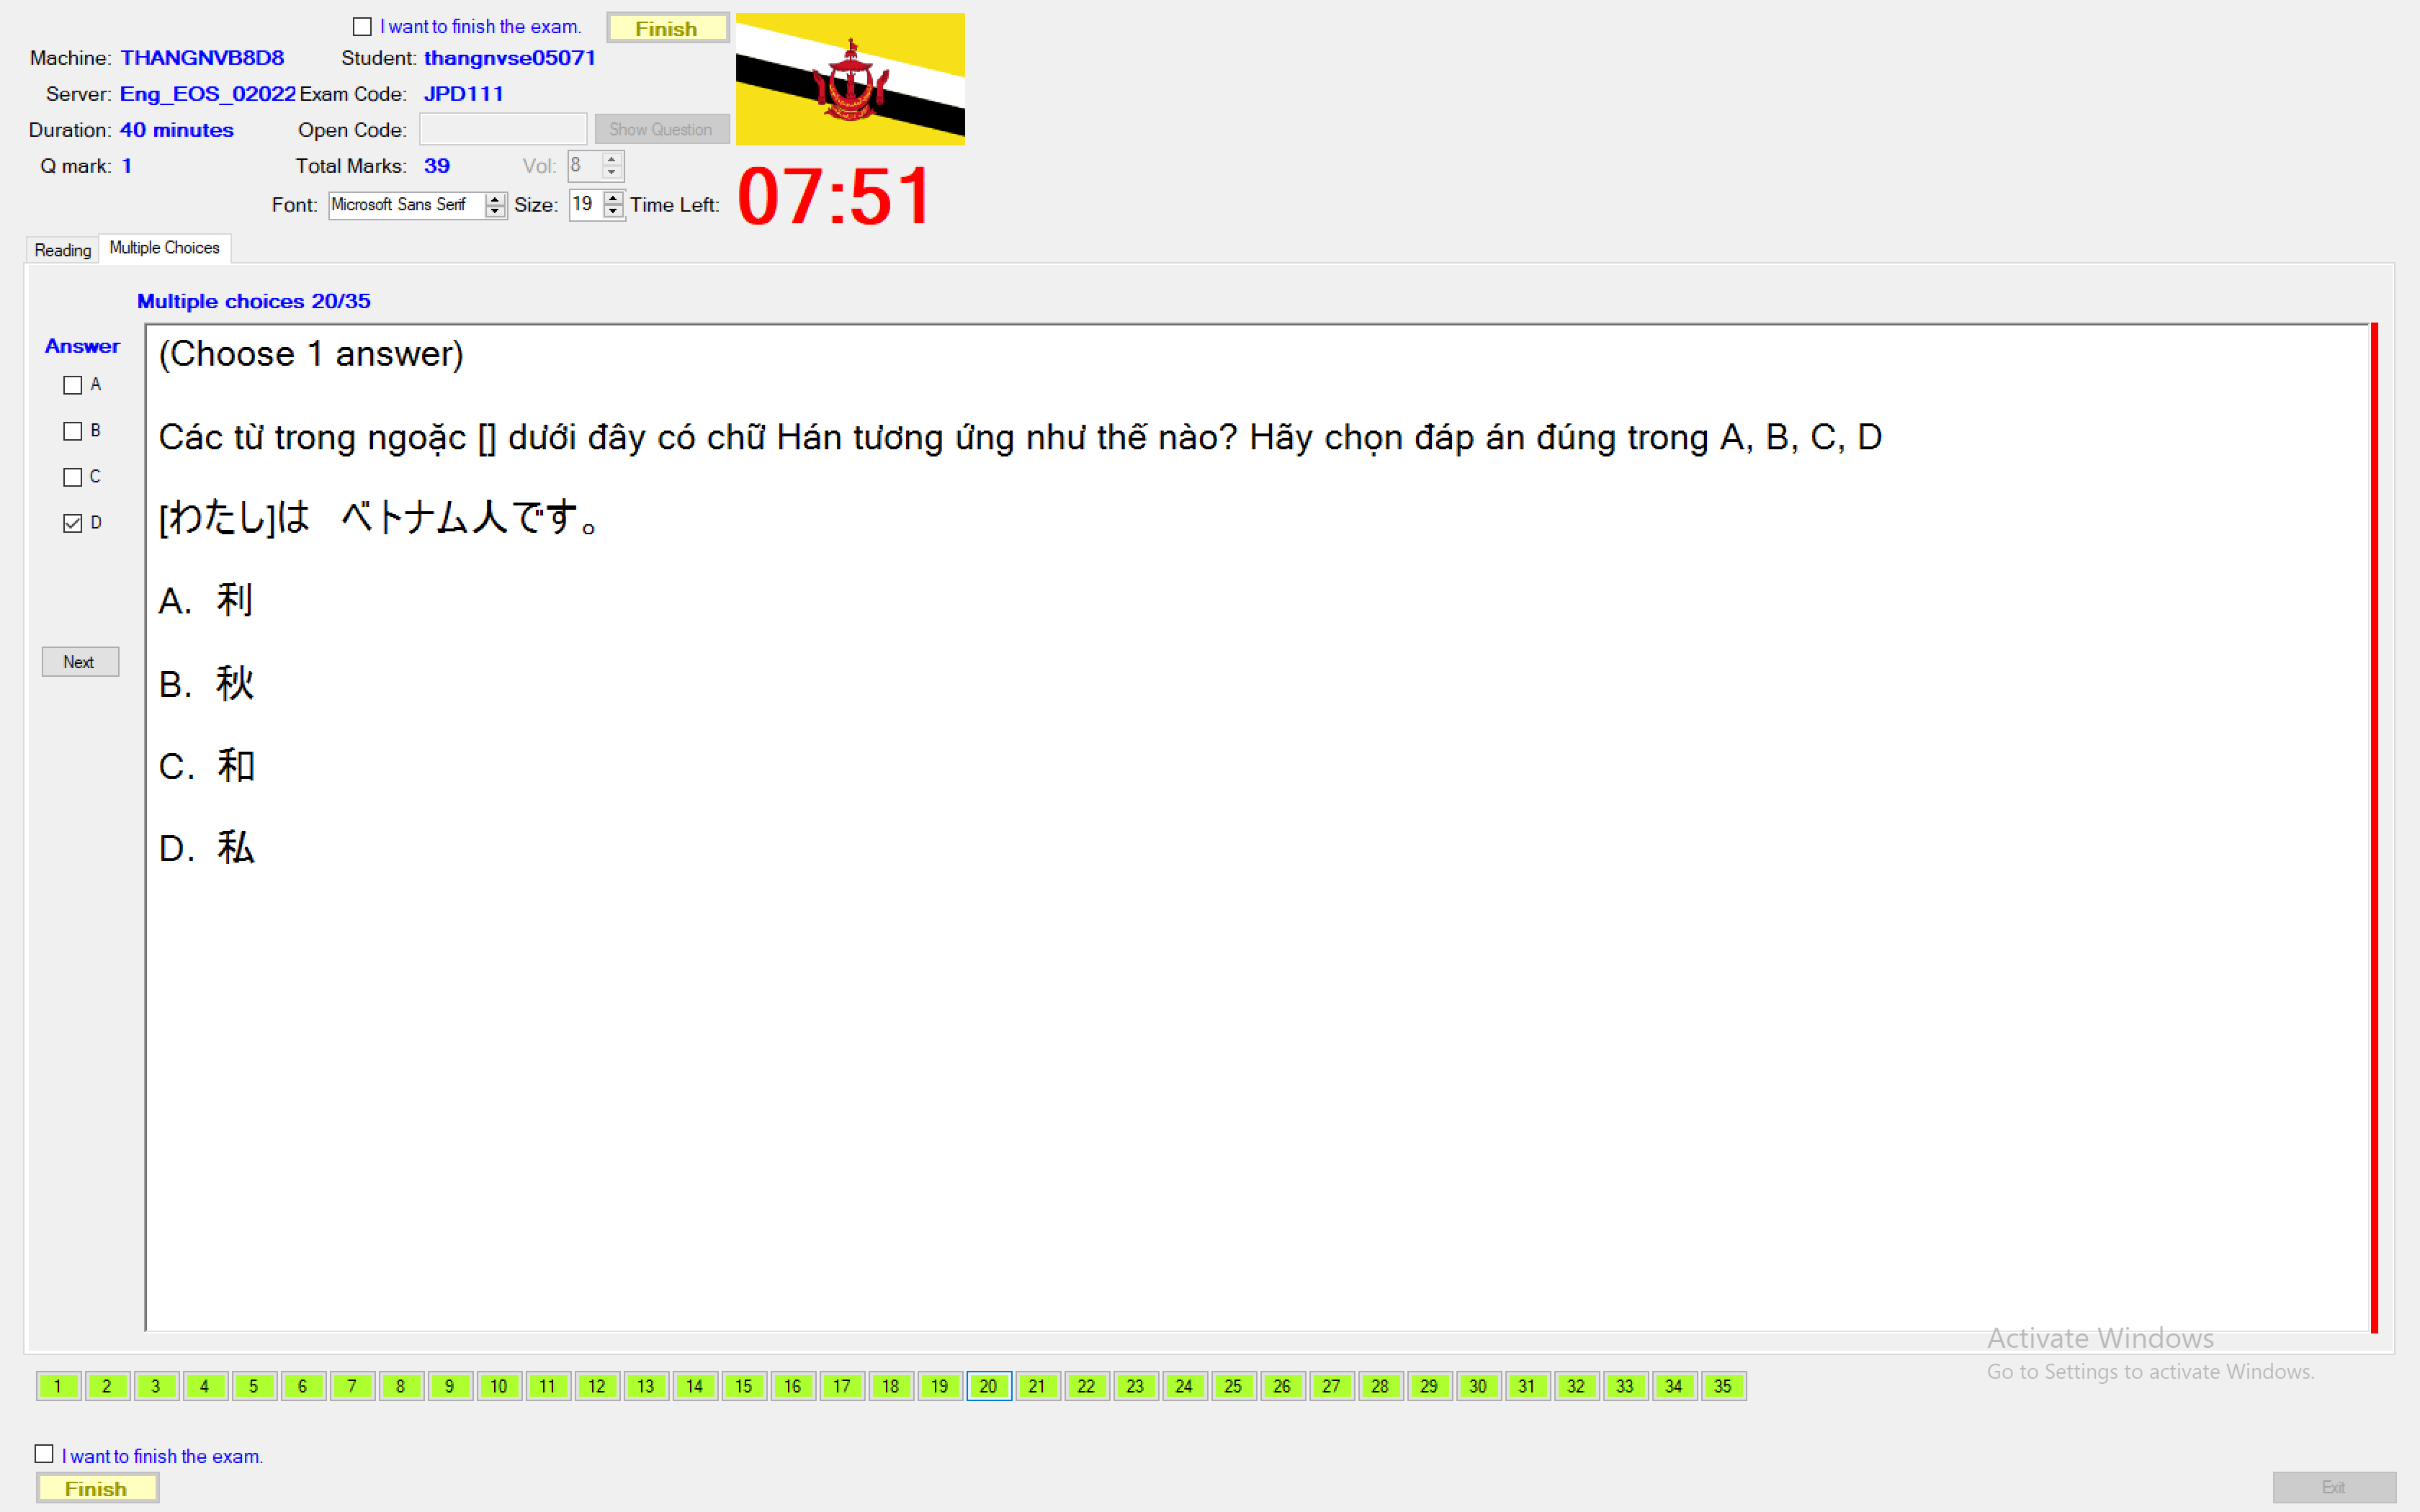 I want to finish the exam.
Finish
Machine: THANGNVB8D8 Student: thangnvse05071
Server: Eng_EOS_02022 Exam Code: JPD111
Duration: 40 minutes Open Code: Show Question
Q mark: 1 Total Marks: 39 Vol: 8
Font: Microsoft Sans Serif Size: 19 Time Left: 07:51
Reading Multiple Choices
Multiple choices 20/35
Answer
A
B
C
D
Next
(Choose 1 answer)
Các từ trong ngoặc [] dưới đây có chữ Hán tương ứng như thế nào? Hãy chọn đáp án đúng trong A, B, C, D
[わたし]は ベトナム人です。
A. 利
B. 秋
C. 和
D. 私
Activate Windows
Go to Settings to activate Windows.
1 2 3 4 5 6 7 8 9 10 11 12 13 14 15 16 17 18 19 20 21 22 23 24 25 26 27 28 29 30 31 32 33 34 35
I want to finish the exam.
Finish
Exit